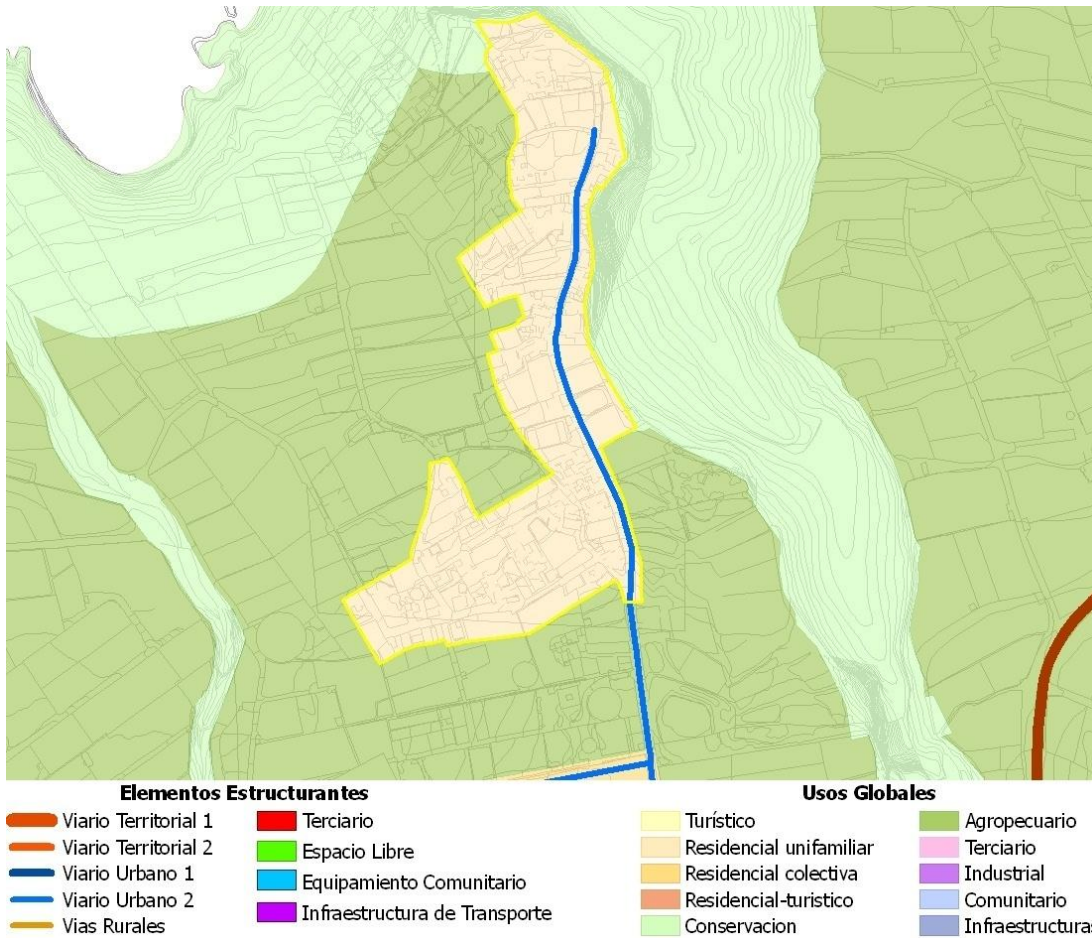 Elementos Estructurantes
Viario Territorial 1
Viario Territorial 2
Viario Urbano 1
Viario Urbano 2
Vias Rurales
Terciario
Espacio Libre
Equipamiento Comunitario
Infraestructura de Transporte
Usos Globales
Turístico
Residencial unifamiliar
Residencial colectiva
Residencial-turistico
Conservacion
Agropecuario
Terciario
Industrial
Comunitario
Infraestructuras